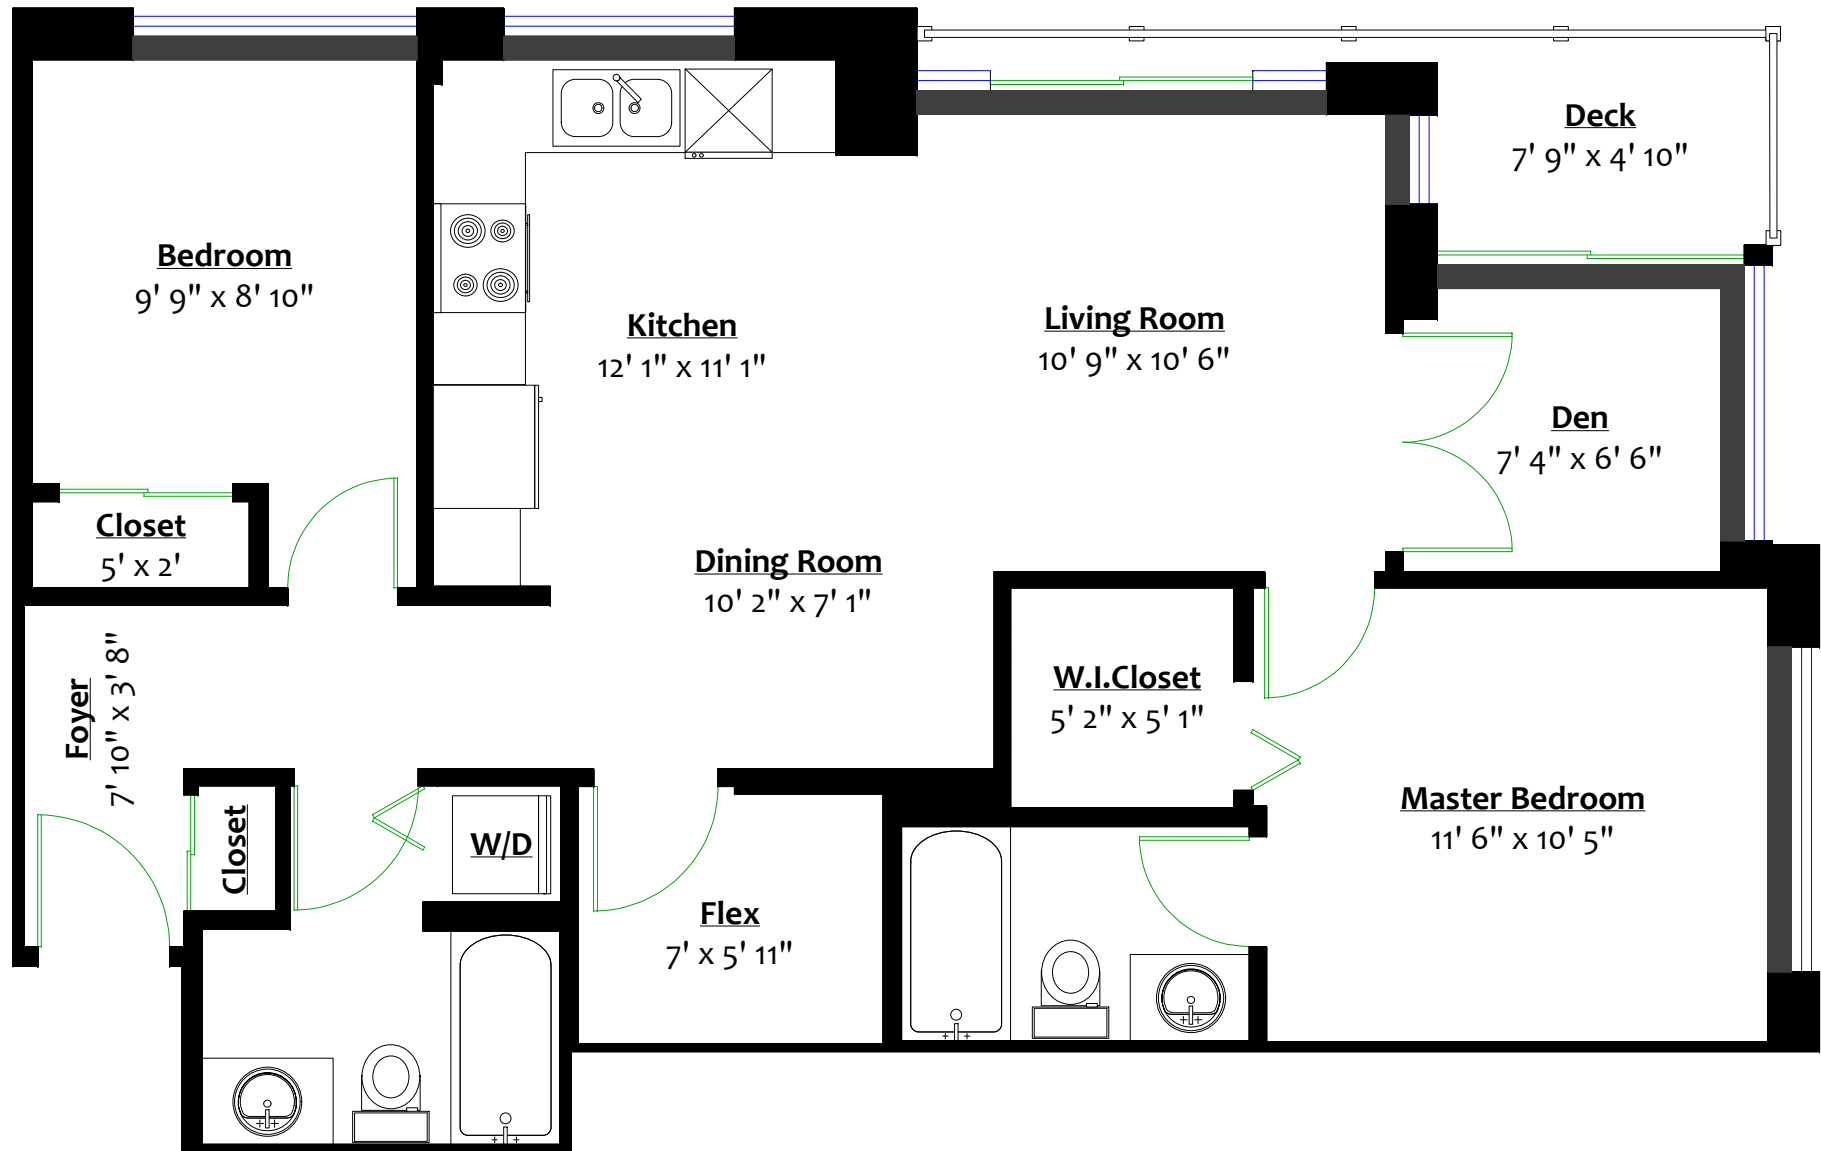 Deck
7' 9" x 4' 10"
Bedroom
9' 9" x 8' 10"
Kitchen
12' 1" x 11' 1"
Living Room
10' 9" x 10' 6"
Den
7' 4" x 6' 6"
Closet
5' x 2'
Dining Room
10' 2" x 7' 1"
Foyer
7' 10" x 3' 8"
W.I.Closet
5' 2" x 5' 1"
Master Bedroom
11' 6" x 10' 5"
Closet
W/D
Flex
7' x 5' 11"